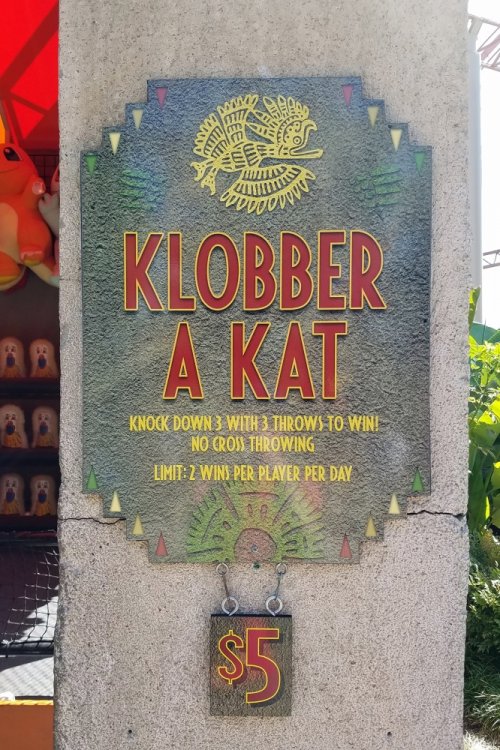 KLOBBER
A KAT
KNOCK DOWN 3 WITH 3 THROWS TO WIN!
NO CROSS THROWING
LIMIT: 2 WINS PER PLAYER PER DAY
$5